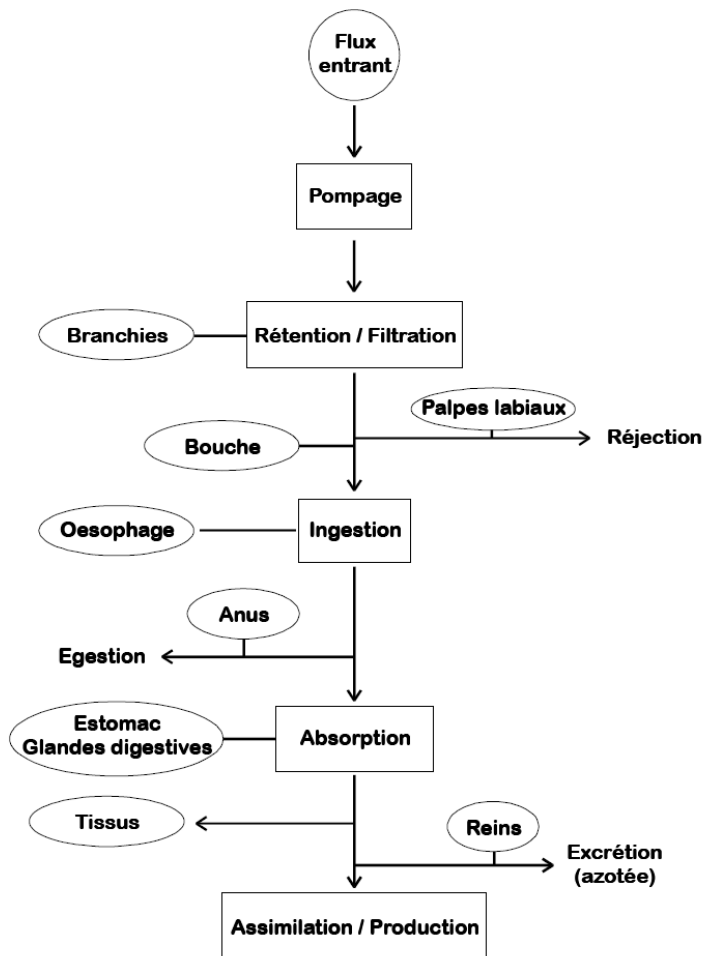 Flux
entrant
Pompage
Branchies
Rétention / Filtration
Palpes labiaux
Réjection
Bouche
Oesophage
Ingestion
Anus
Egestion
Estomac
Glandes digestives
Absorption
Tissus
Reins
Excrétion
(azotée)
Assimilation / Production